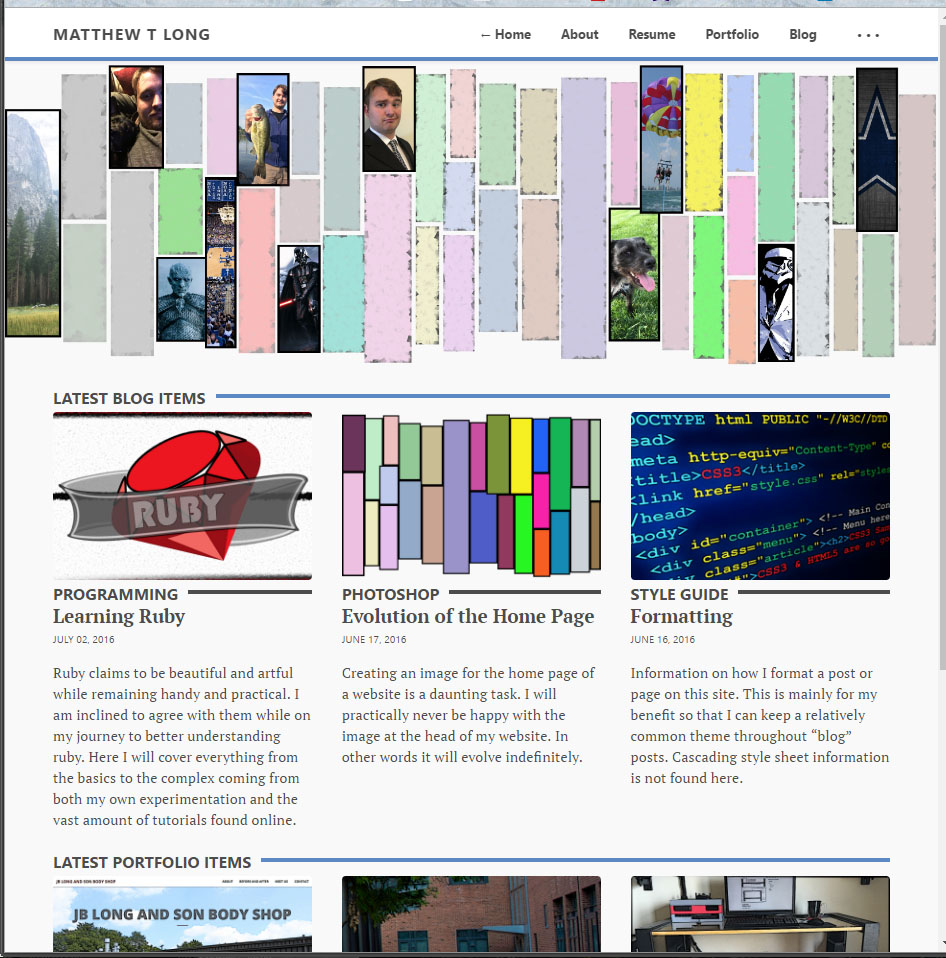 MATTHEW T LONG
← Home About Resume Portfolio Blog •••
LATEST BLOG ITEMS
RUBY
DOCTYPE html PUBLIC "-//W3C//DTD
ead>
meta http-equiv="Content-Type"
title>CSS3</title>
<link href="style.css" rel="styles
/head>
body> <!-- Main Con
<div id="container"> <!-- Menu here
<div class="menu"><h2>CSS3
<div class="article">
CSS3 & HTML5 are so
PROGRAMMING
Learning Ruby
JULY 02, 2016
Ruby claims to be beautiful and artful
while remaining handy and practical. I
am inclined to agree with them while on
my journey to better understanding
ruby. Here I will cover everything from
the basics to the complex coming from
both my own experimentation and the
vast amount of tutorials found online.
PHOTOSHOP
Evolution of the Home Page
JUNE 17, 2016
Creating an image for the home page of
a website is a daunting task. I will
practically never be happy with the
image at the head of my website. In
other words it will evolve indefinitely.
STYLE GUIDE
Formatting
JUNE 16, 2016
Information on how I format a post or
page on this site. This is mainly for my
benefit so that I can keep a relatively
common theme throughout “blog”
posts. Cascading style sheet information
is not found here.
LATEST PORTFOLIO ITEMS
JB LONG AND SON BODY SHOP
JB LONG AND SON BODY SHOP